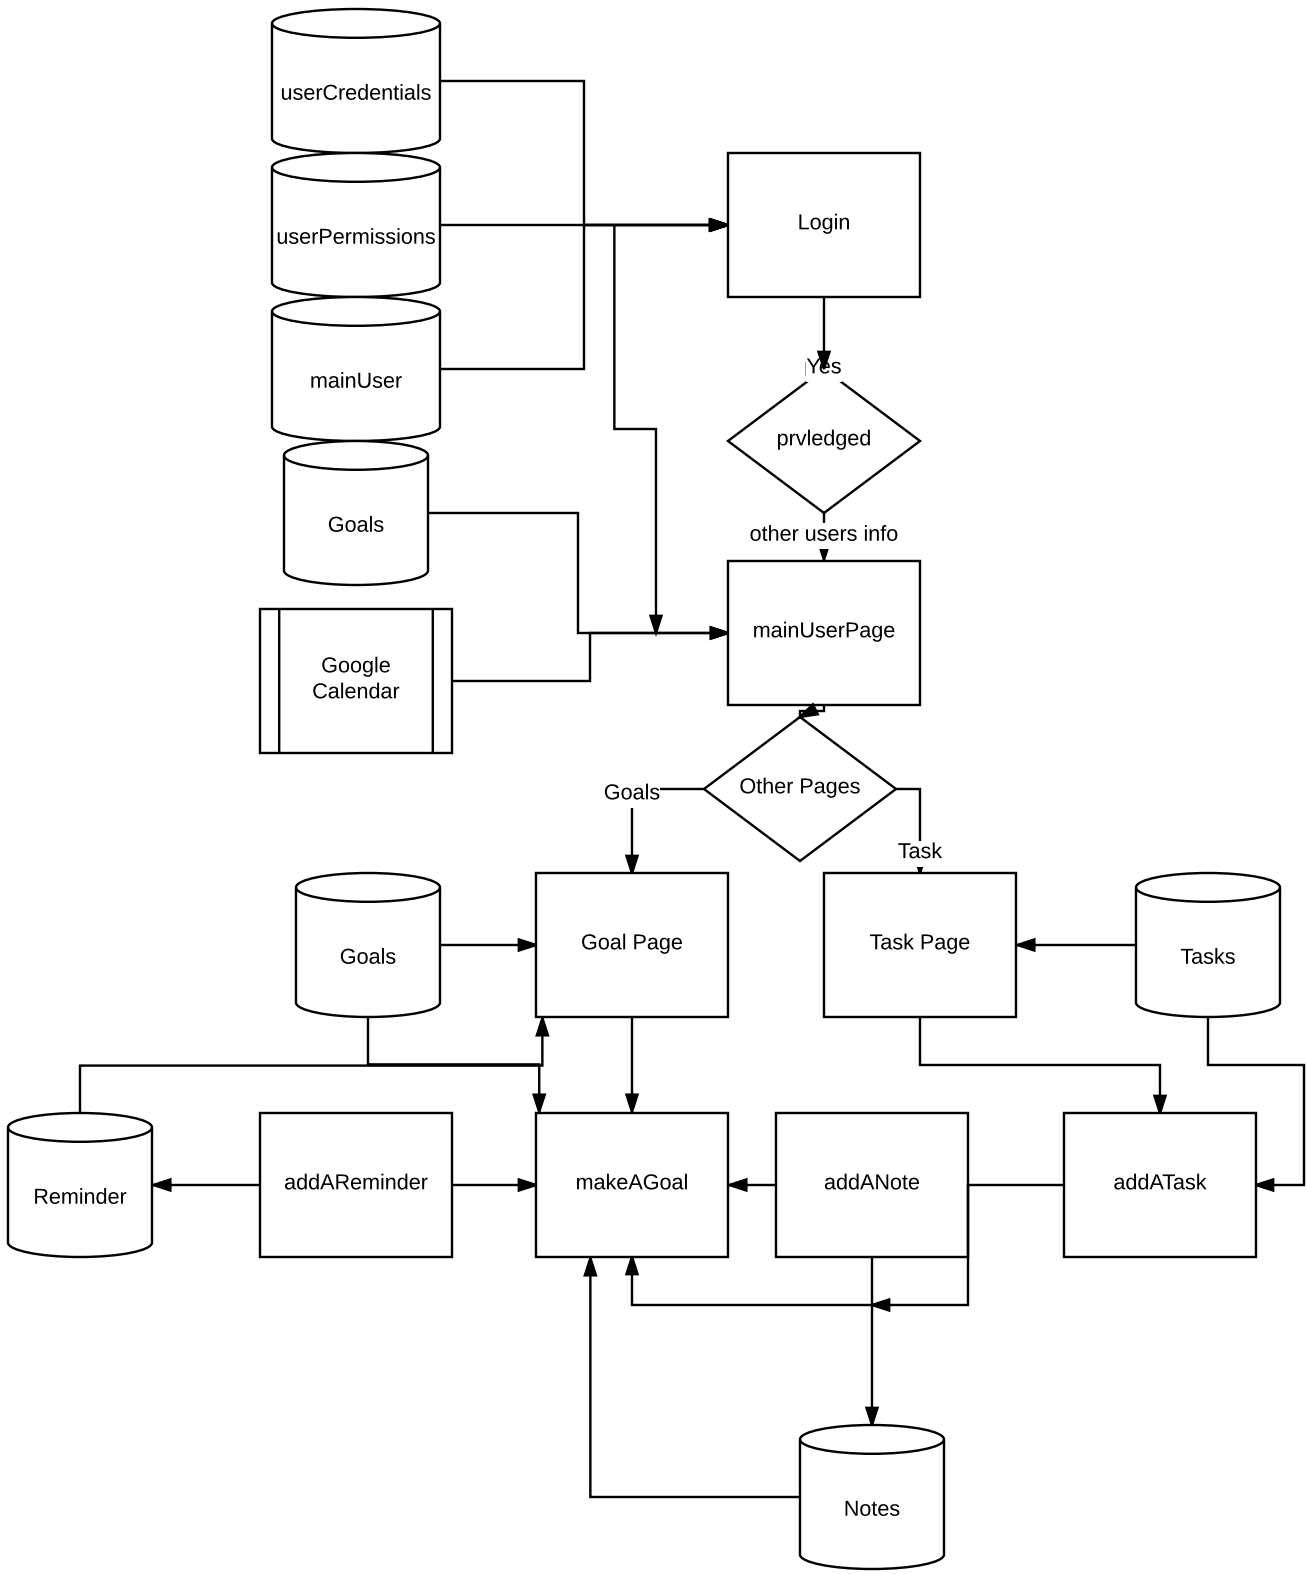 userCredentials
userPermissions
Login
Yes
mainUser
prvledged
Goals
other users info
mainUserPage
Google
Calendar
Other Pages
Goals
Task
Goals
Goal Page
Task Page
Tasks
Reminder
addAReminder
makeAGoal
addANote
addATask
Notes